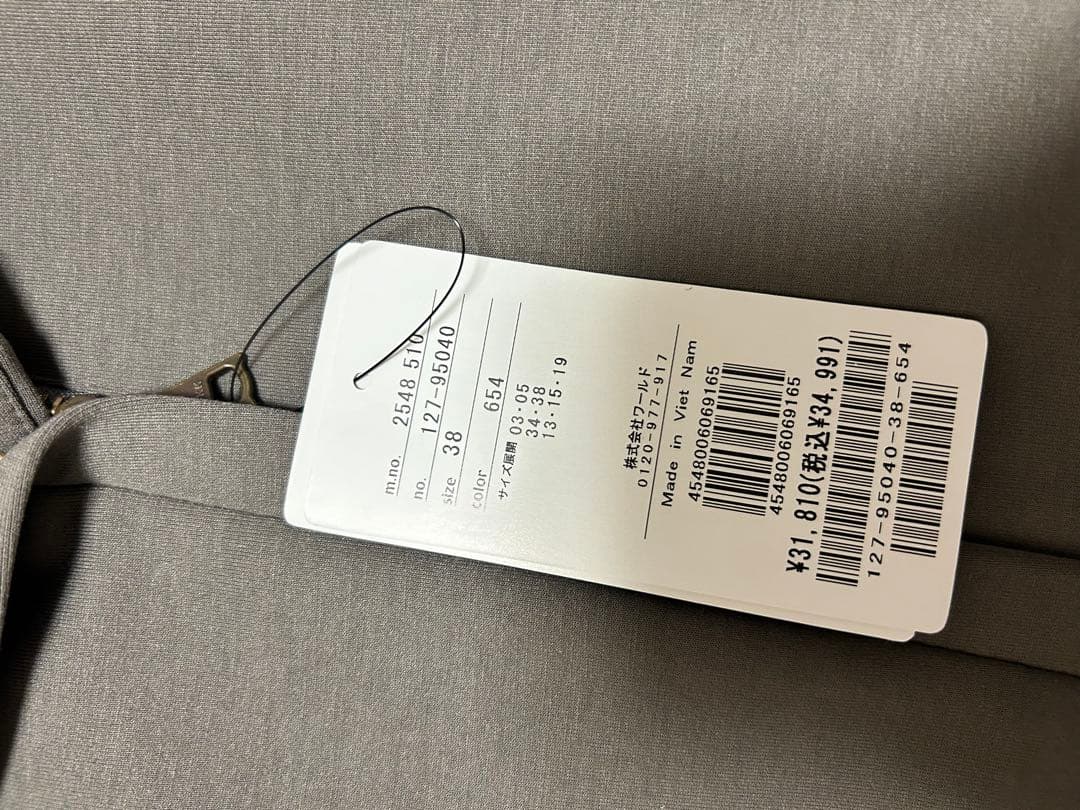 m.no. 2548 510
no. 127-95040
size 38
color 654
サイズ展開 03·05
34·38
13·15·19
株式会社ワールド
0120-977-917
Made in Viet Nam
4548006069165
4548006069165
¥31,810(税込¥34,991)
127-95040-38-654